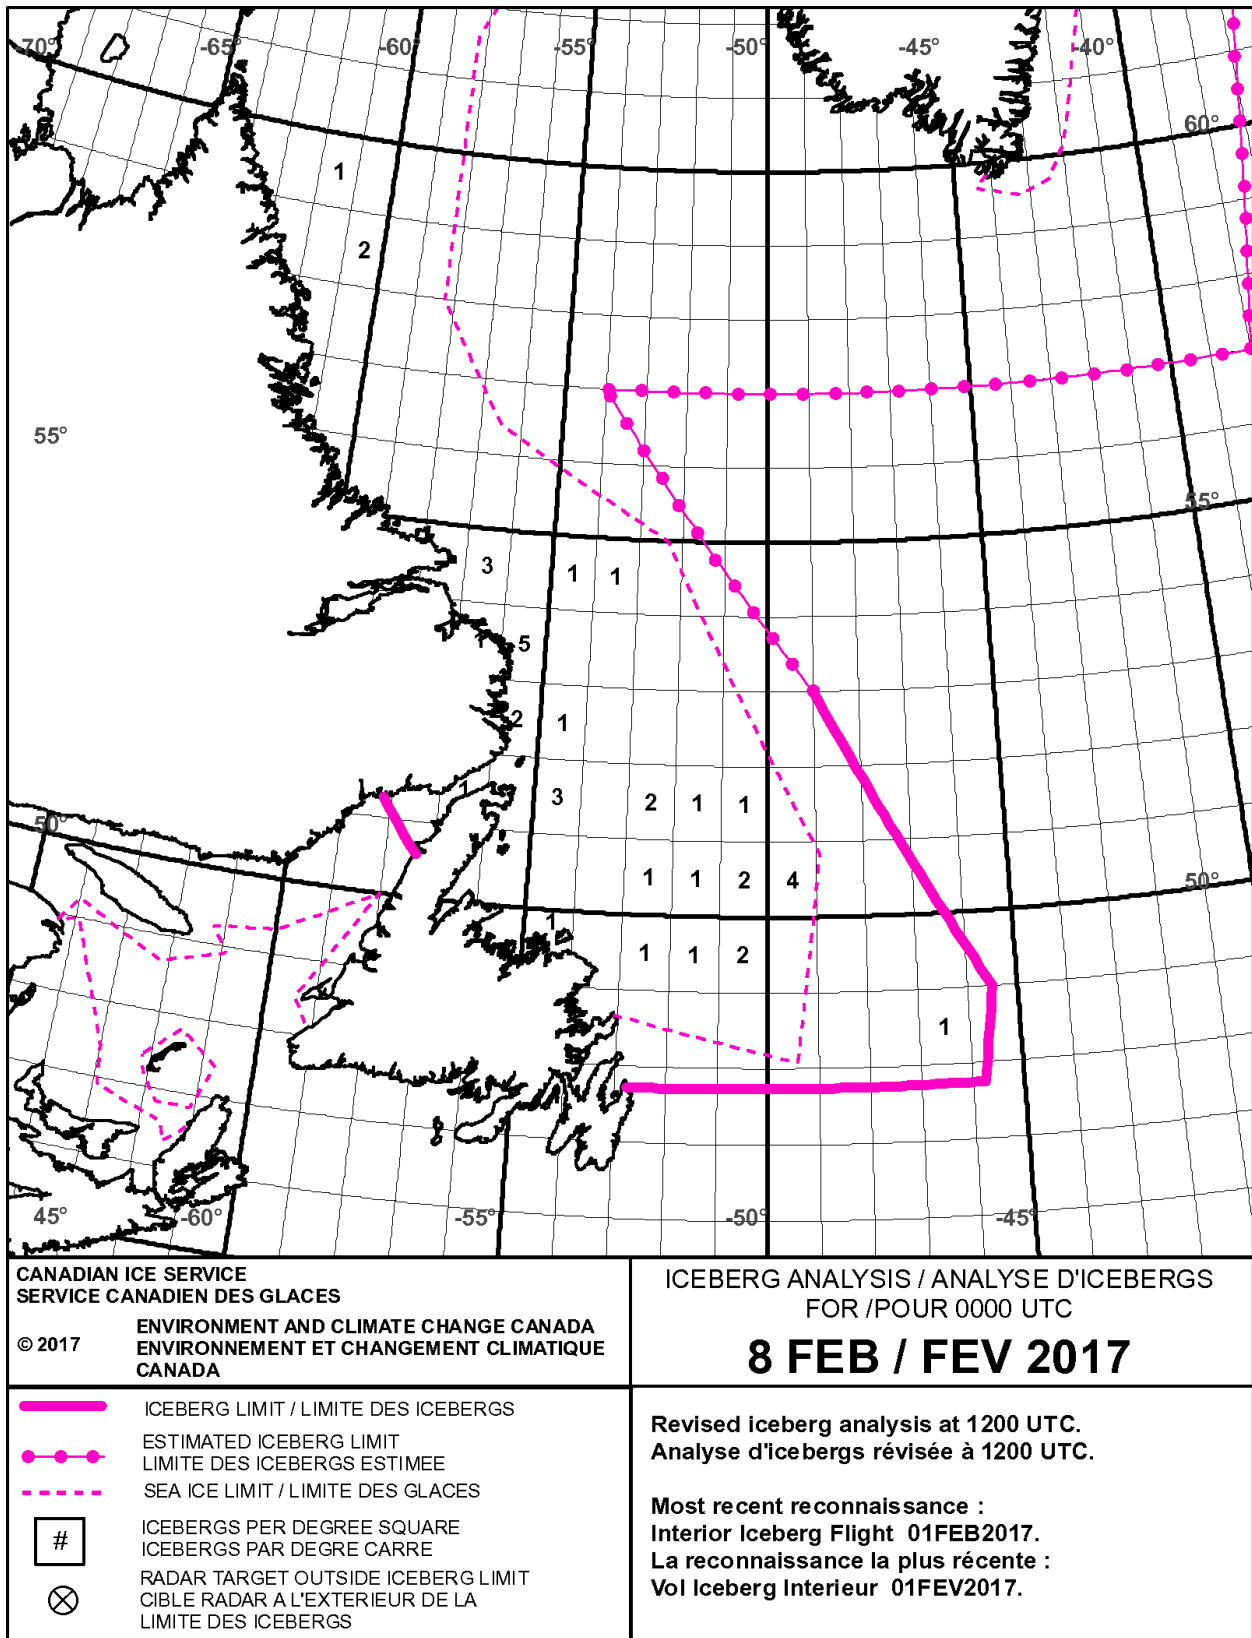 -70° -65° -60° -55° -50° -45° -40°
60°
1
2
55°
55°
3 1 1
1 5
2 1
1 3 2 1 1
50°
1 1 2 4
50°
1
1 1 2
1
45° -60° -55° -50° -45°
CANADIAN ICE SERVICE
SERVICE CANADIEN DES GLACES
© 2017
ENVIRONMENT AND CLIMATE CHANGE CANADA
ENVIRONNEMENT ET CHANGEMENT CLIMATIQUE
CANADA
ICEBERG ANALYSIS / ANALYSE D'ICEBERGS
FOR /POUR 0000 UTC
8 FEB / FEV 2017
ICEBERG LIMIT / LIMITE DES ICEBERGS
ESTIMATED ICEBERG LIMIT
LIMITE DES ICEBERGS ESTIMEE
SEA ICE LIMIT / LIMITE DES GLACES
#
ICEBERGS PER DEGREE SQUARE
ICEBERGS PAR DEGRE CARRE
RADAR TARGET OUTSIDE ICEBERG LIMIT
CIBLE RADAR A L'EXTERIEUR DE LA
LIMITE DES ICEBERGS
Revised iceberg analysis at 1200 UTC.
Analyse d'icebergs révisée à 1200 UTC.
Most recent reconnaissance :
Interior Iceberg Flight 01FEB2017.
La reconnaissance la plus récente :
Vol Iceberg Interieur 01FEV2017.